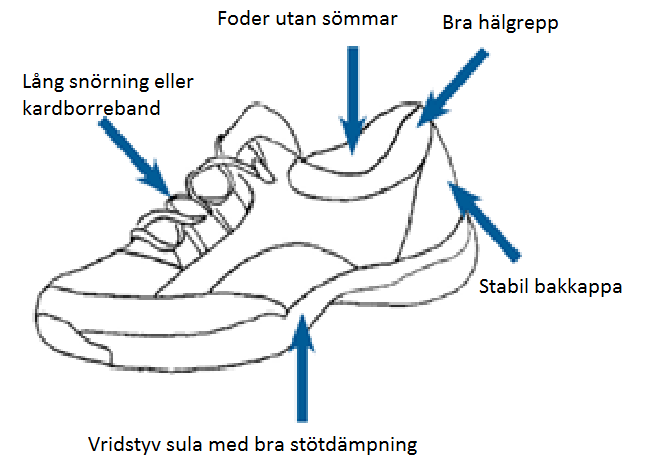 Foder utan sömmar
Bra hälgrepp
Lång snörning eller
kardborreband
Stabil bakkappa
Vridstyv sula med bra stötdämpning